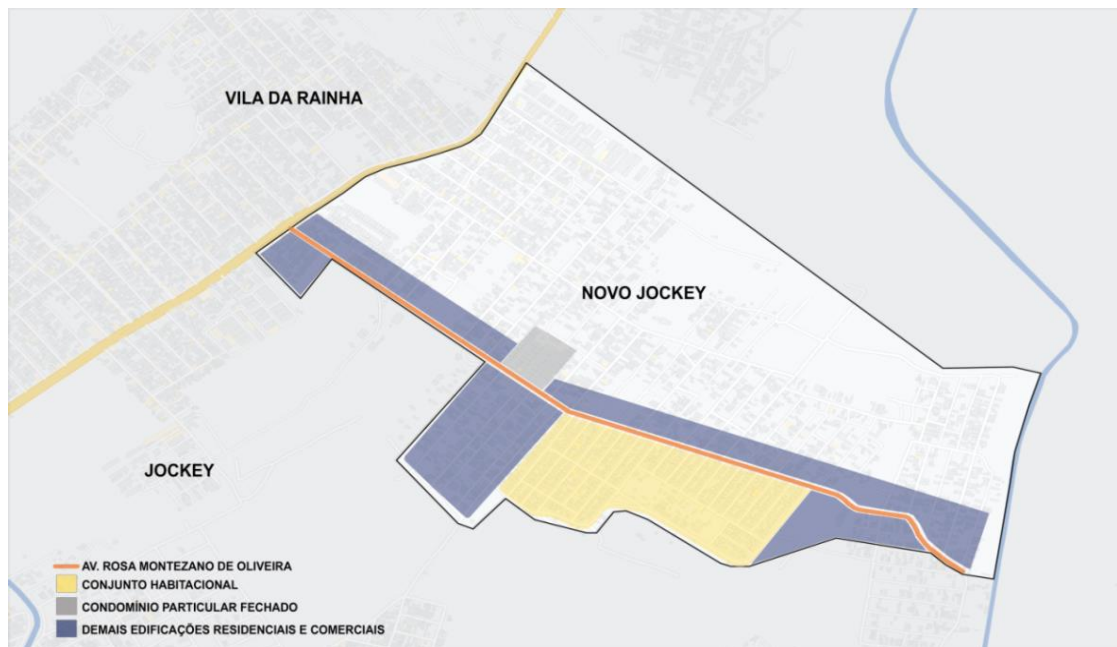 VILA DA RAINHA
NOVO JOCKEY
JOCKEY
AV. ROSA MONTEZANO DE OLIVEIRA
CONJUNTO HABITACIONAL
CONDOMÍNIO PARTICULAR FECHADO
DEMAIS EDIFICAÇÕES RESIDENCIAIS E COMERCIAIS